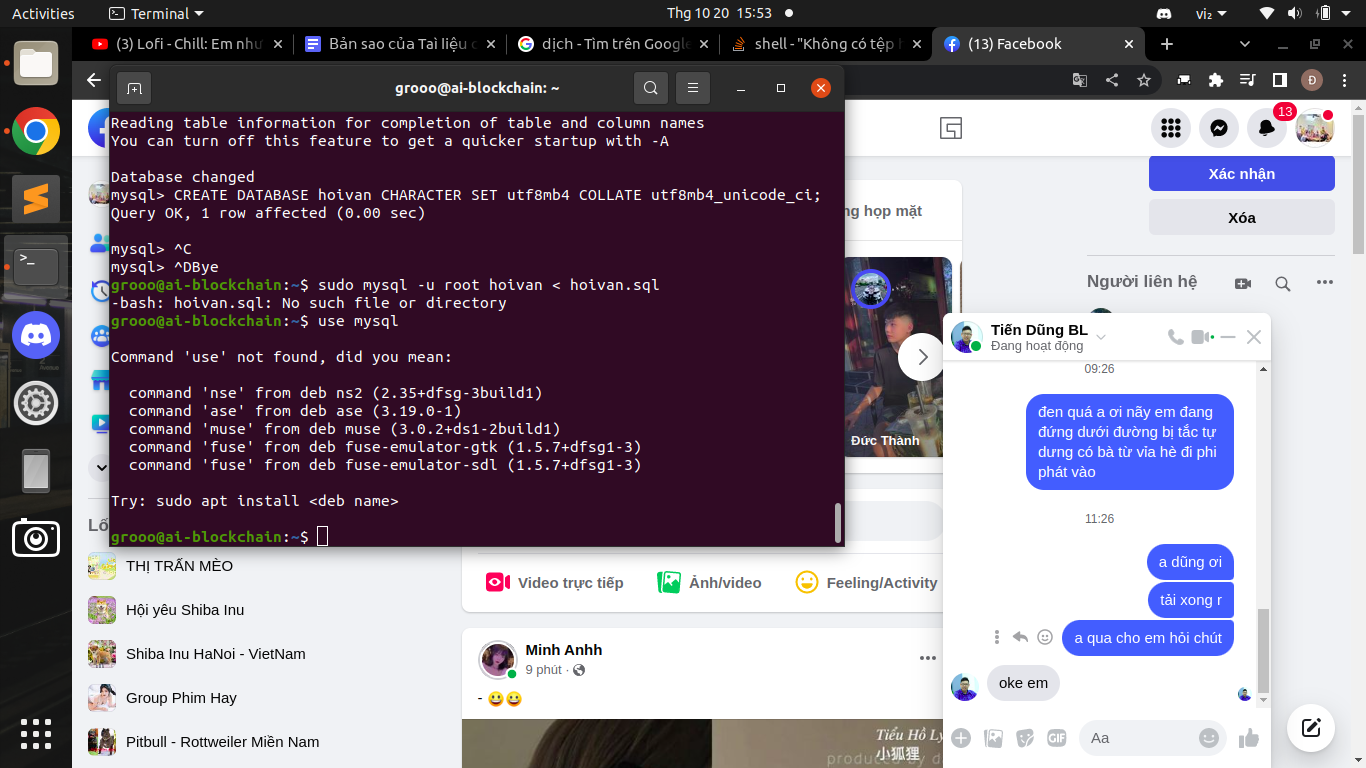 Activities
Terminal
Thg 10 20 15:53
vi₂
(3) Lofi - Chill: Em như
Bản sao của Tài liệu
dịch - Tìm trên Google
shell - "Không có tệp
(13) Facebook
Đ
grooo@ai-blockchain: ~
Reading table information for completion of table and column names
You can turn off this feature to get a quicker startup with -A
Database changed
mysql> CREATE DATABASE hoivan CHARACTER SET utf8mb4 COLLATE utf8mb4_unicode_ci;
Query OK, 1 row affected (0.00 sec)
mysql> ^C
mysql> ^DBye
grooo@ai-blockchain:~$ sudo mysql -u root hoivan < hoivan.sql
-bash: hoivan.sql: No such file or directory
grooo@ai-blockchain:~$ use mysql
Command 'use' not found, did you mean:
command 'nse' from deb ns2 (2.35+dfsg-3build1)
command 'ase' from deb ase (3.19.0-1)
command 'muse' from deb muse (3.0.2+ds1-2build1)
command 'fuse' from deb fuse-emulator-gtk (1.5.7+dfsg1-3)
command 'fuse' from deb fuse-emulator-sdl (1.5.7+dfsg1-3)
Try: sudo apt install <deb name>
grooo@ai-blockchain:~$
13
Xác nhận
Xóa
ng họp mặt
Người liên hệ
Đức Thành
Tiến Dũng BL
Đang hoạt động
09:26
đen quá a ơi nãy em đang
đứng dưới đường bị tắc tự
dưng có bà từ vỉa hè đi phi
phát vào
11:26
a dũng ơi
tải xong r
a qua cho em hỏi chút
oke em
GIF
Aa
Lố
THỊ TRẤN MÈO
Hội yêu Shiba Inu
Shiba Inu HaNoi - VietNam
Group Phim Hay
Pitbull - Rottweiler Miền Nam
Video trực tiếp
Ảnh/video
Feeling/Activity
Minh Anhh
9 phút ·
- 😀😀
Tiểu Hồ Ly
小狐狸
produced by